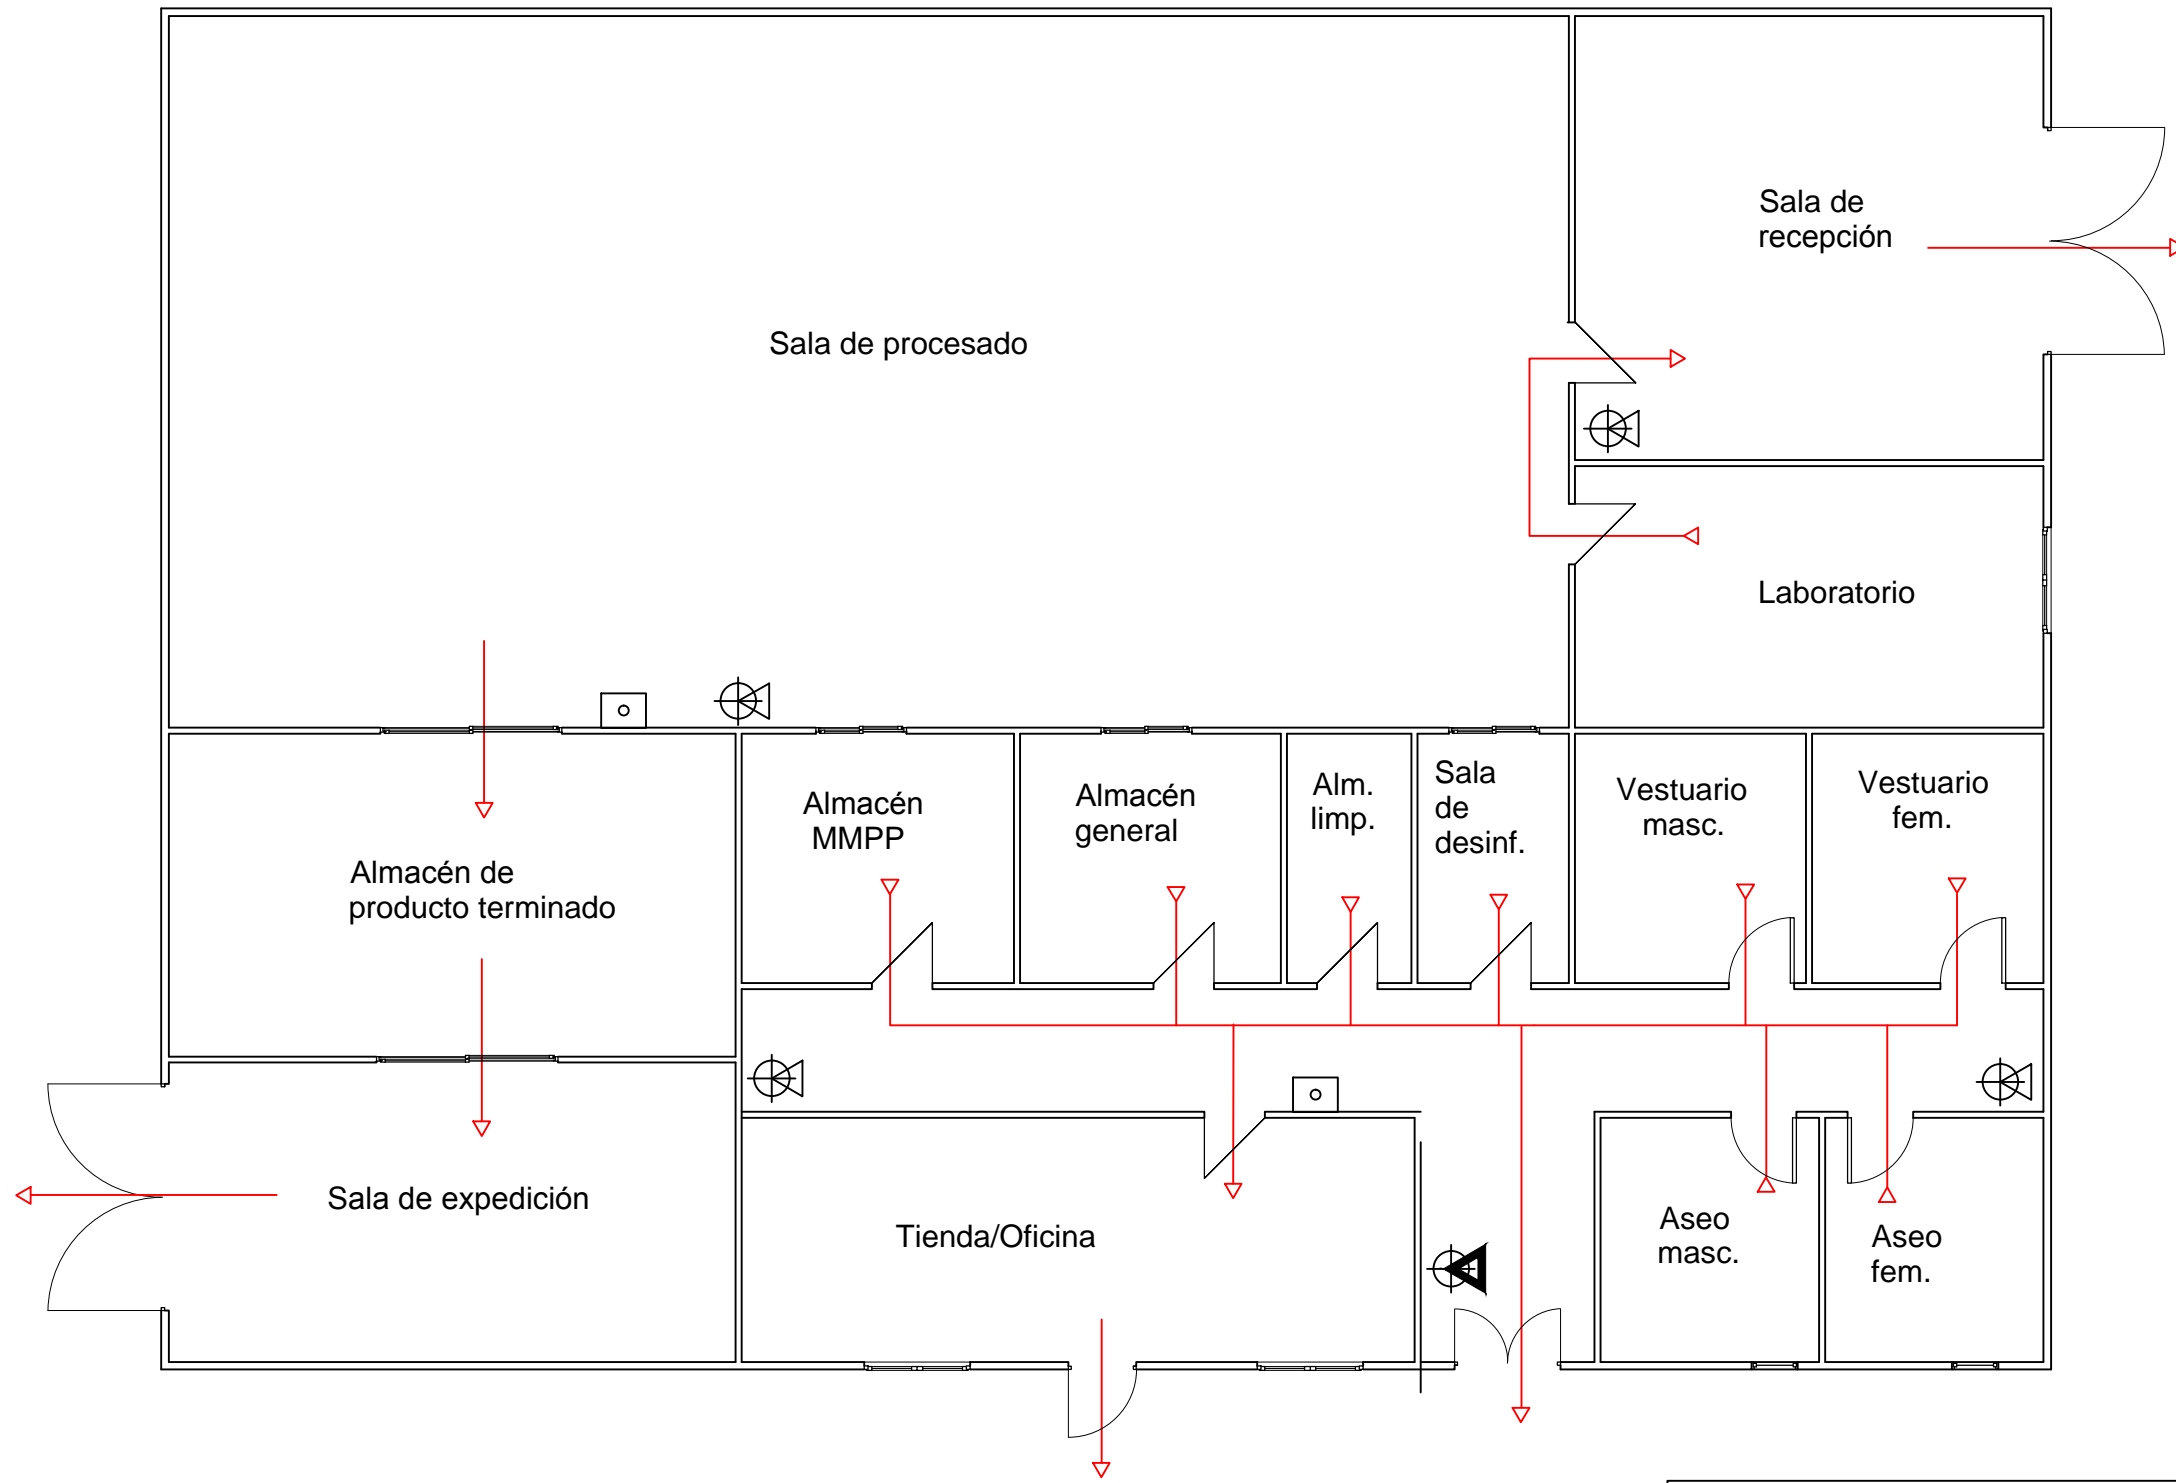 Sala de
recepción
Sala de procesado
Laboratorio
Almacén
MMPP
Almacén
general
Alm.
limp.
Sala
de
desinf.
Vestuario
masc.
Vestuario
fem.
Almacén de
producto terminado
Sala de expedición
Tienda/Oficina
Aseo
masc.
Aseo
fem.